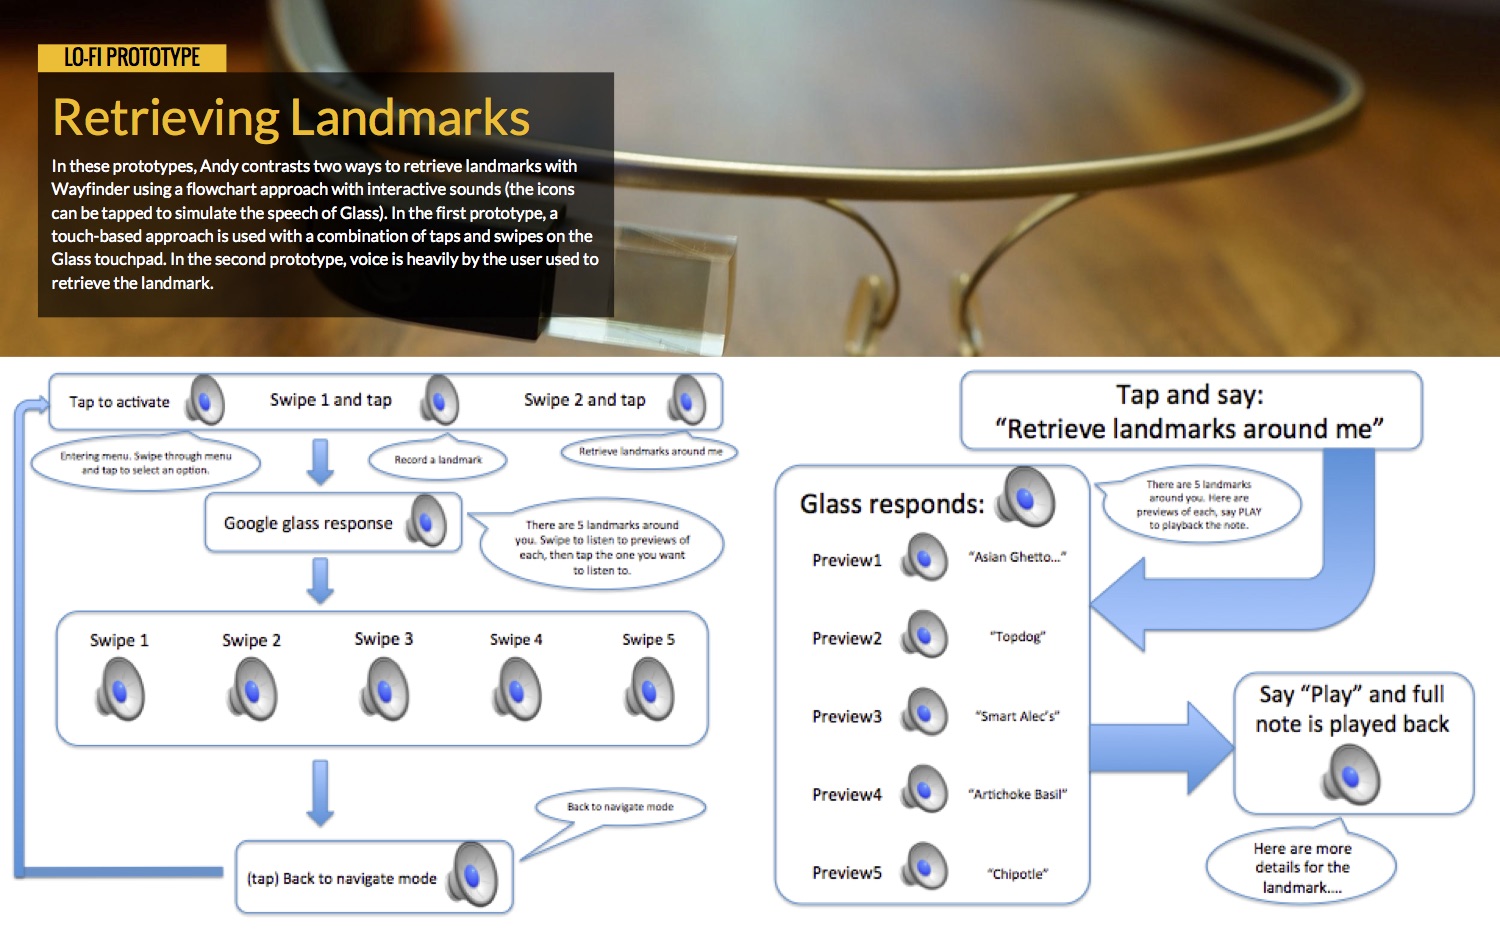 LO-FI PROTOTYPE
Retrieving Landmarks
In these prototypes, Andy contrasts two ways to retrieve landmarks with
Wayfinder using a flowchart approach with interactive sounds (the icons
can be tapped to simulate the speech of Glass). In the first prototype, a
touch-based approach is used with a combination of taps and swipes on the
Glass touchpad. In the second prototype, voice is heavily by the user used to
retrieve the landmark.
Tap to activate
Swipe 1 and tap
Swipe 2 and tap
Entering menu. Swipe through menu
and tap to select an option.
Record a landmark
Retrieve landmarks around me
Google glass response
There are 5 landmarks around
you. Swipe to listen to previews of
each, then tap the one you want
to listen to.
Swipe 1
Swipe 2
Swipe 3
Swipe 4
Swipe 5
Back to navigate mode
(tap) Back to navigate mode
Tap and say:
“Retrieve landmarks around me”
There are 5 landmarks
around you. Here are
previews of each, say PLAY
to playback the note.
Glass responds:
Preview1
“Asian Ghetto...”
Preview2
“Topdog”
Preview3
“Smart Alec’s”
Preview4
“Artichoke Basil”
Preview5
“Chipotle”
Say “Play” and full
note is played back
Here are more
details for the
landmark....